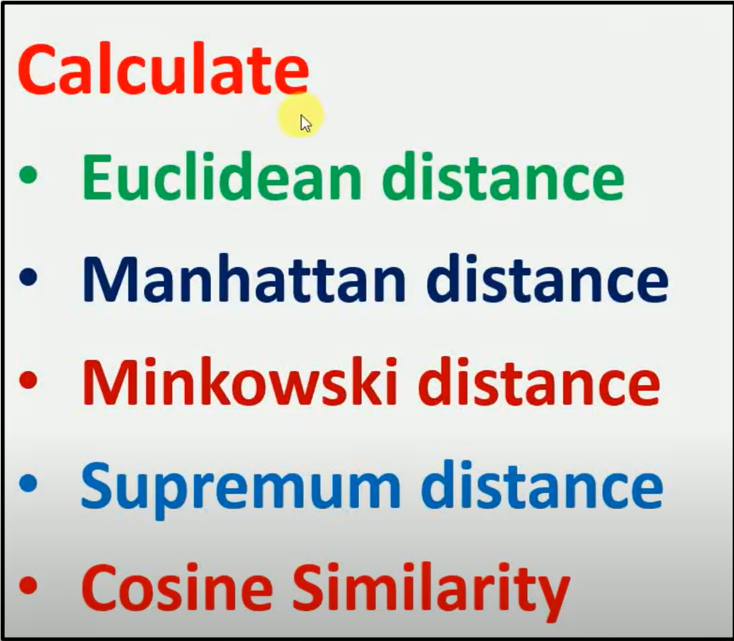 Calculate
• Euclidean distance
• Manhattan distance
• Minkowski distance
• Supremum distance
• Cosine Similarity